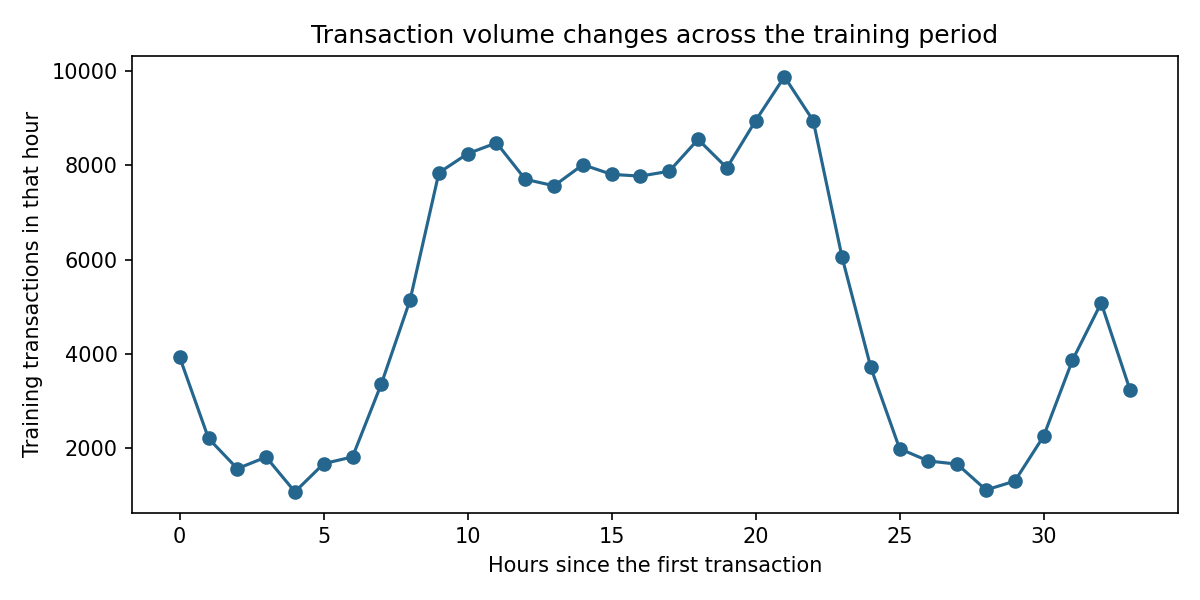 Transaction volume changes across the training period
Training transactions in that hour
10000
8000
6000
4000
2000
0 5 10 15 20 25 30
Hours since the first transaction